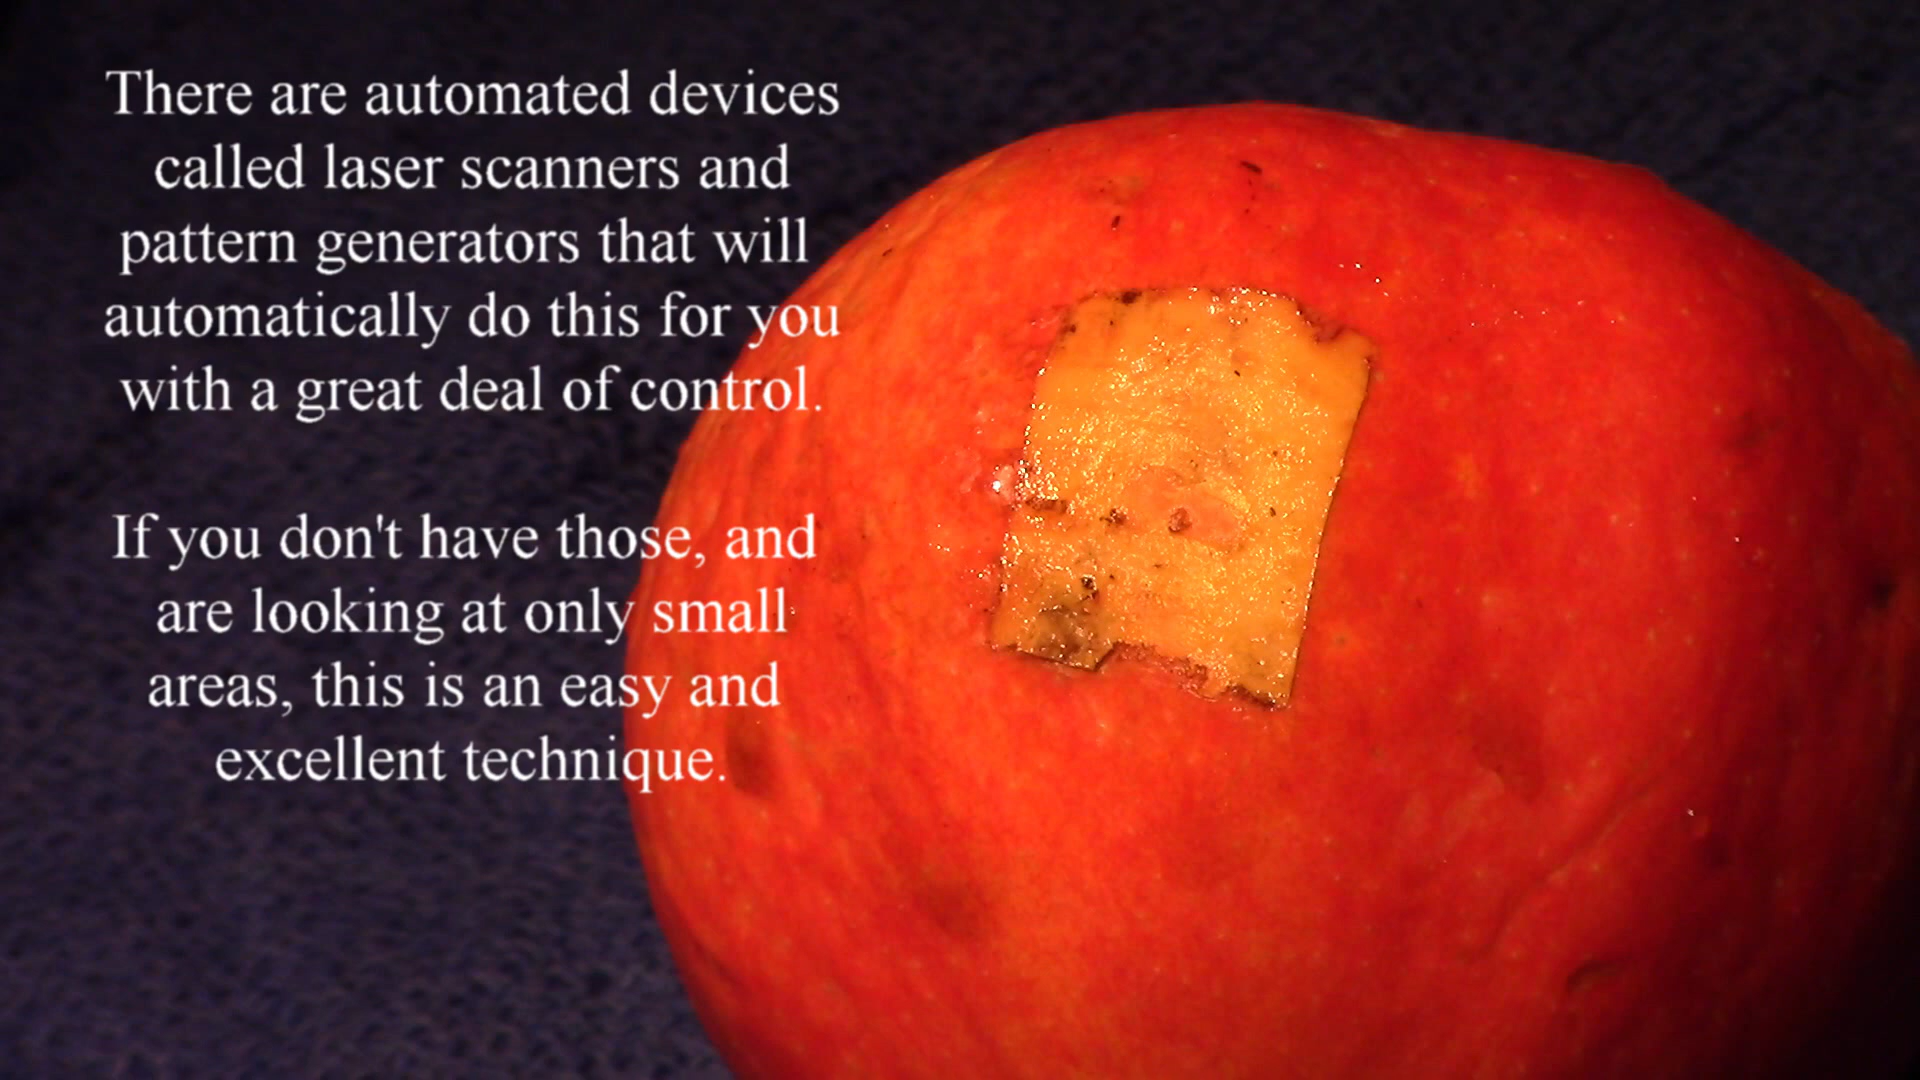 There are automated devices
called laser scanners and
pattern generators that will
automatically do this for you
with a great deal of control.
If you don't have those, and
are looking at only small
areas, this is an easy and
excellent technique.